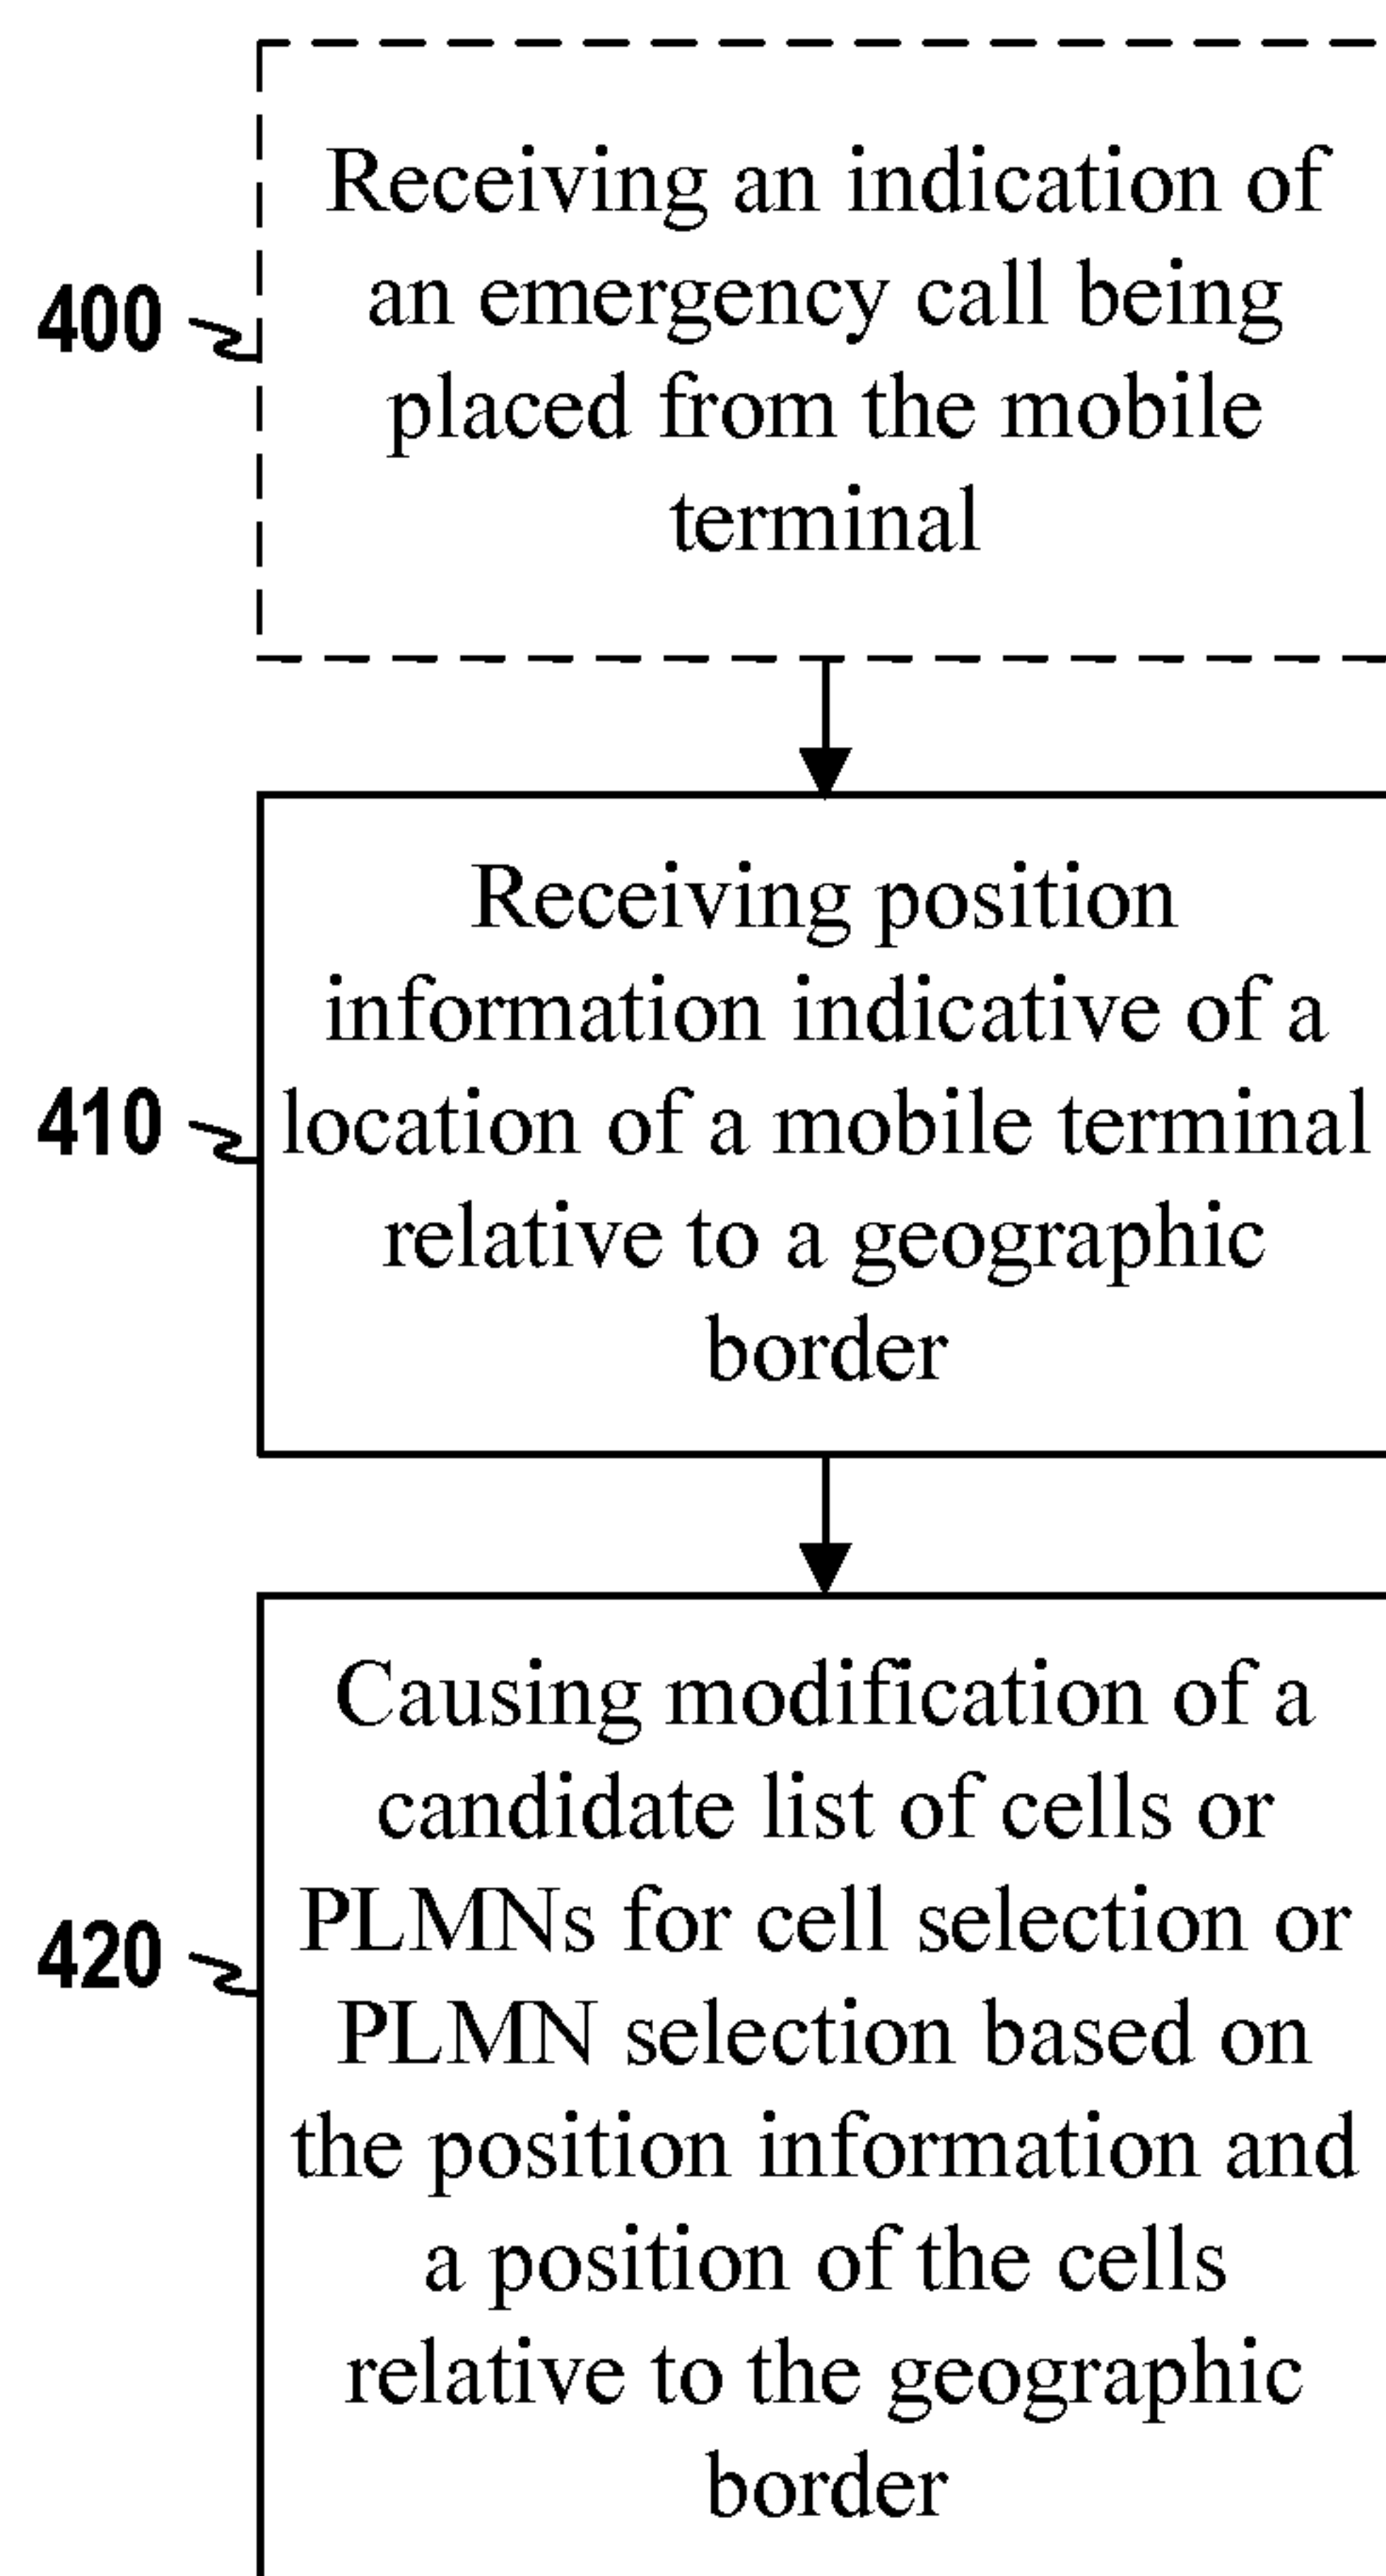 Receiving an indication of
an emergency call being
400
placed from the mobile
terminal
Receiving position
information indicative of a
410
location of a mobile terminal
relative to a geographic
border
Causing modification of a
candidate list of cells or
PLMNs for cell selection or
420
PLMN selection based on
the position information and
a position of the cells
relative to the geographic
border